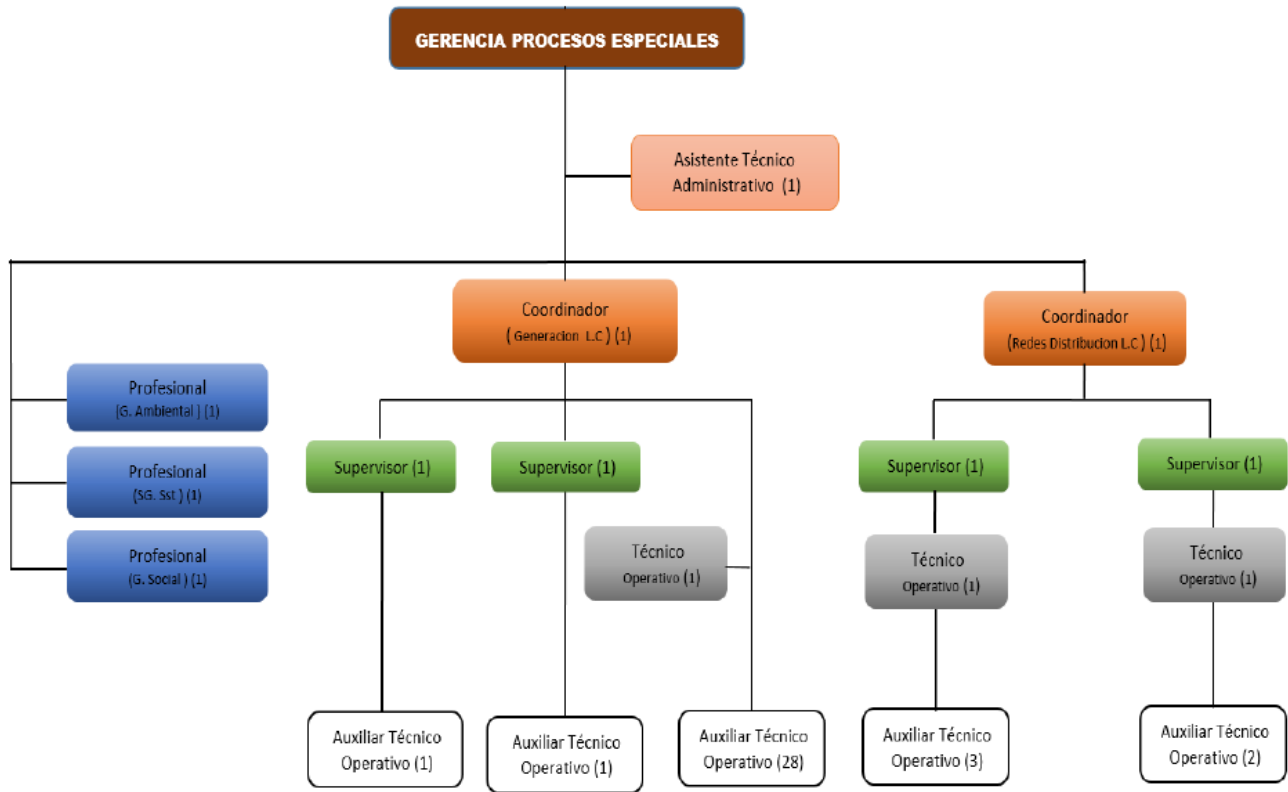 GERENCIA PROCESOS ESPECIALES
Asistente Técnico
Administrativo (1)
Coordinador
( Generacion L.C ) (1)
Coordinador
(Redes Distribucion L.C ) (1)
Profesional
(G. Ambiental ) (1)
Profesional
(SG. Sst ) (1)
Profesional
(G. Social ) (1)
Supervisor (1)
Supervisor (1)
Supervisor (1)
Supervisor (1)
Técnico
Operativo (1)
Técnico
Operativo (1)
Técnico
Operativo (1)
Auxiliar Técnico
Operativo (1)
Auxiliar Técnico
Operativo (1)
Auxiliar Técnico
Operativo (28)
Auxiliar Técnico
Operativo (3)
Auxiliar Técnico
Operativo (2)